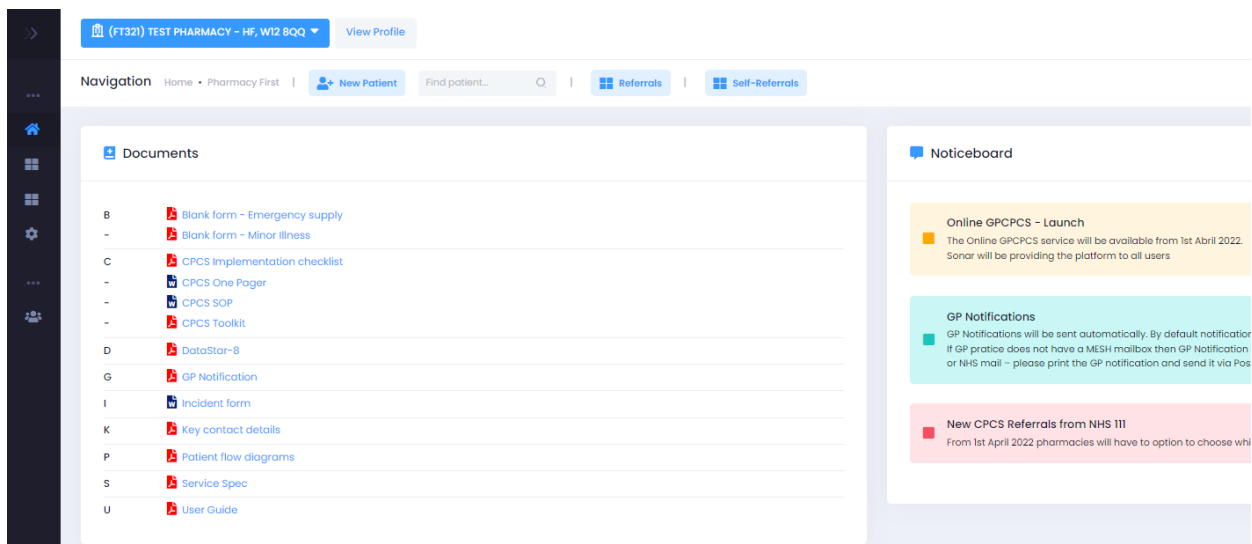 (FT321) TEST PHARMACY - HF, W12 8QQ View Profile
Navigation Home • Pharmacy First | New Patient Find patient... | Referrals | Self-Referrals
Documents
B Blank form - Emergency supply
- Blank form - Minor Illness
C CPCS Implementation checklist
- CPCS One Pager
- CPCS SOP
- CPCS Toolkit
D DataStar-8
G GP Notification
I Incident form
K Key contact details
P Patient flow diagrams
S Service Spec
U User Guide
Noticeboard
Online GPCPCS - Launch
The Online GPCPCS service will be available from 1st Abril 2022.
Sonar will be providing the platform to all users
GP Notifications
GP Notifications will be sent automatically. By default notification
If GP pratice does not have a MESH mailbox then GP Notification
or NHS mail – please print the GP notification and send it via Pos
New CPCS Referrals from NHS 111
From 1st April 2022 pharmacies will have to option to choose whi